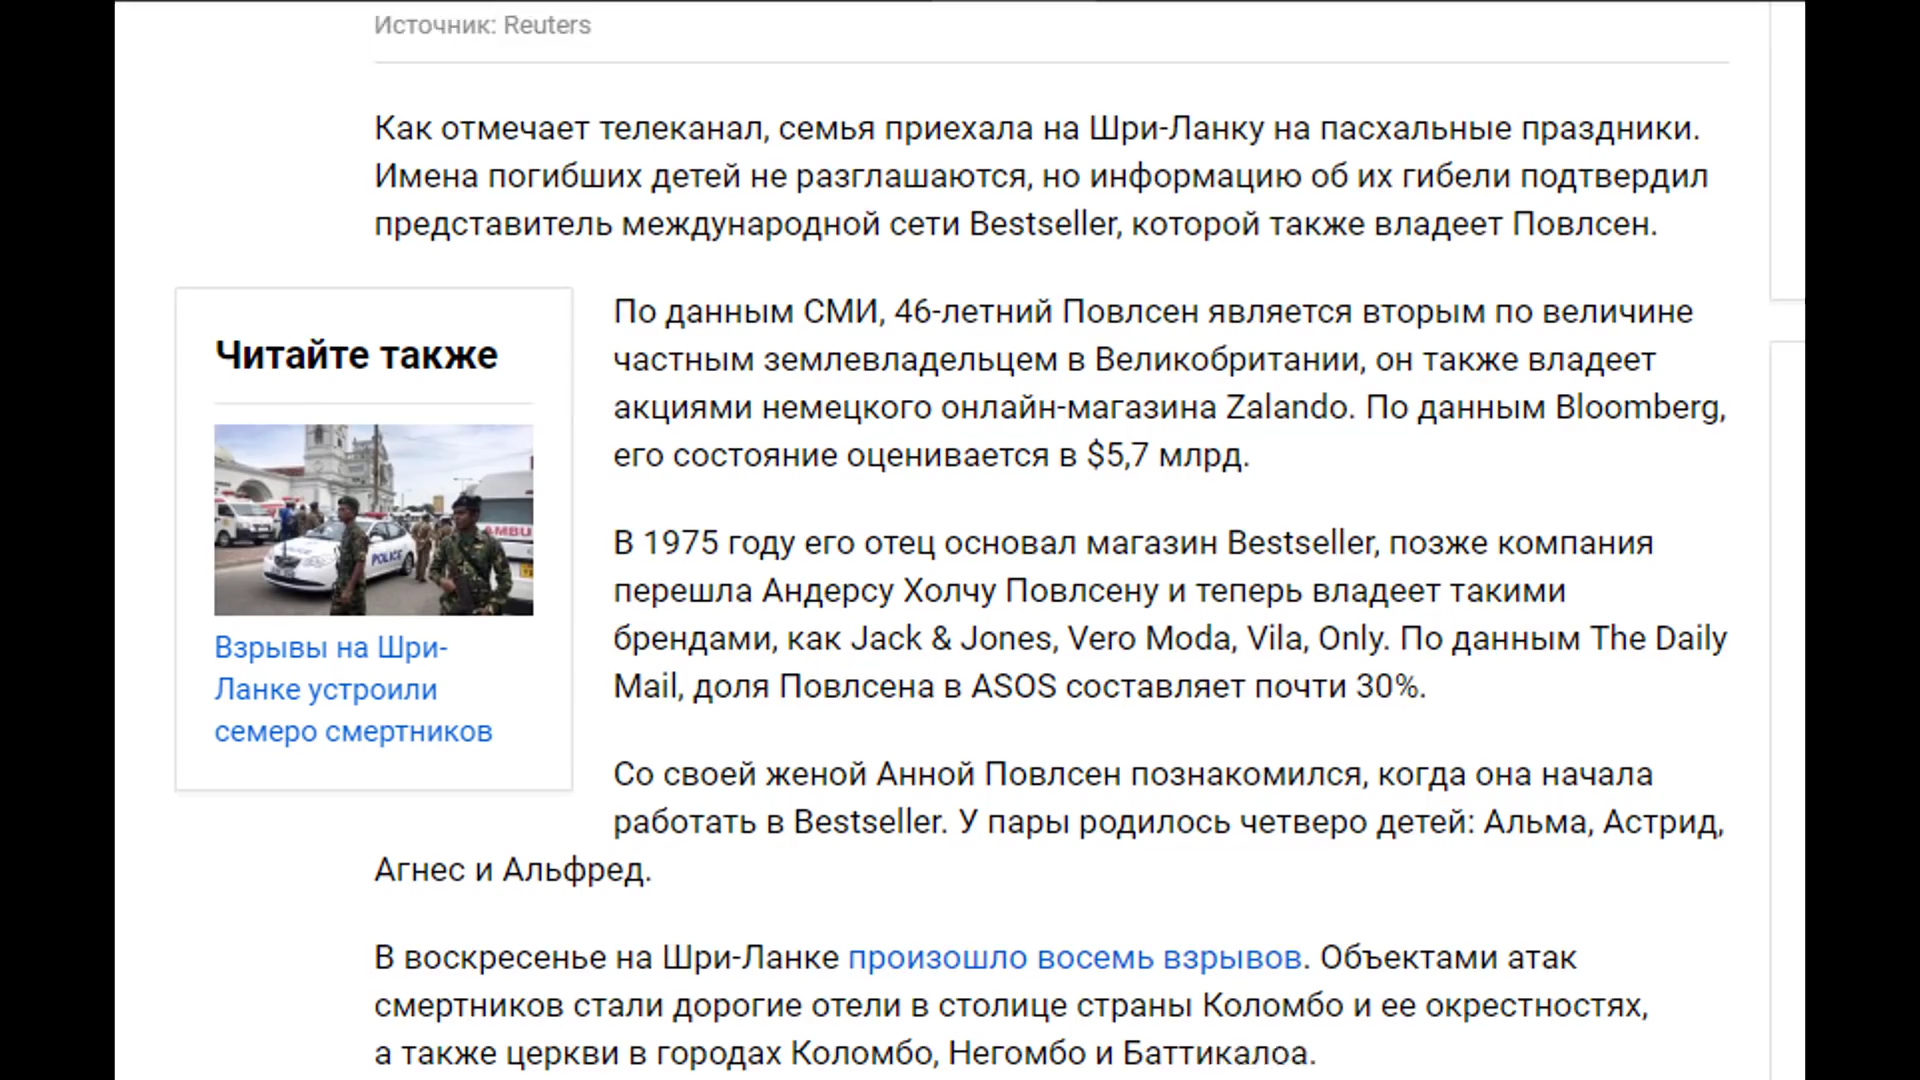 Источник: Reuters
Как отмечает телеканал, семья приехала на Шри-Ланку на пасхальные праздники.
Имена погибших детей не разглашаются, но информацию об их гибели подтвердил
представитель международной сети Bestseller, которой также владеет Повлсен.
Читайте также
POLICE
AMBU
Взрывы на Шри-
Ланке устроили
семеро смертников
По данным СМИ, 46-летний Повлсен является вторым по величине
частным землевладельцем в Великобритании, он также владеет
акциями немецкого онлайн-магазина Zalando. По данным Bloomberg,
его состояние оценивается в $5,7 млрд.
В 1975 году его отец основал магазин Bestseller, позже компания
перешла Андерсу Холчу Повлсену и теперь владеет такими
брендами, как Jack & Jones, Vero Moda, Vila, Only. По данным The Daily
Mail, доля Повлсена в ASOS составляет почти 30%.
Со своей женой Анной Повлсен познакомился, когда она начала
работать в Bestseller. У пары родилось четверо детей: Альма, Астрид,
Агнес и Альфред.
В воскресенье на Шри-Ланке произошло восемь взрывов. Объектами атак
смертников стали дорогие отели в столице страны Коломбо и ее окрестностях,
а также церкви в городах Коломбо, Негомбо и Баттикалоа.